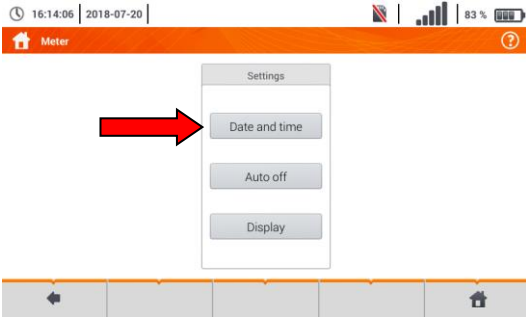 16:14:06 2018-07-20 83 %
Meter ?
Settings
Date and time
Auto off
Display